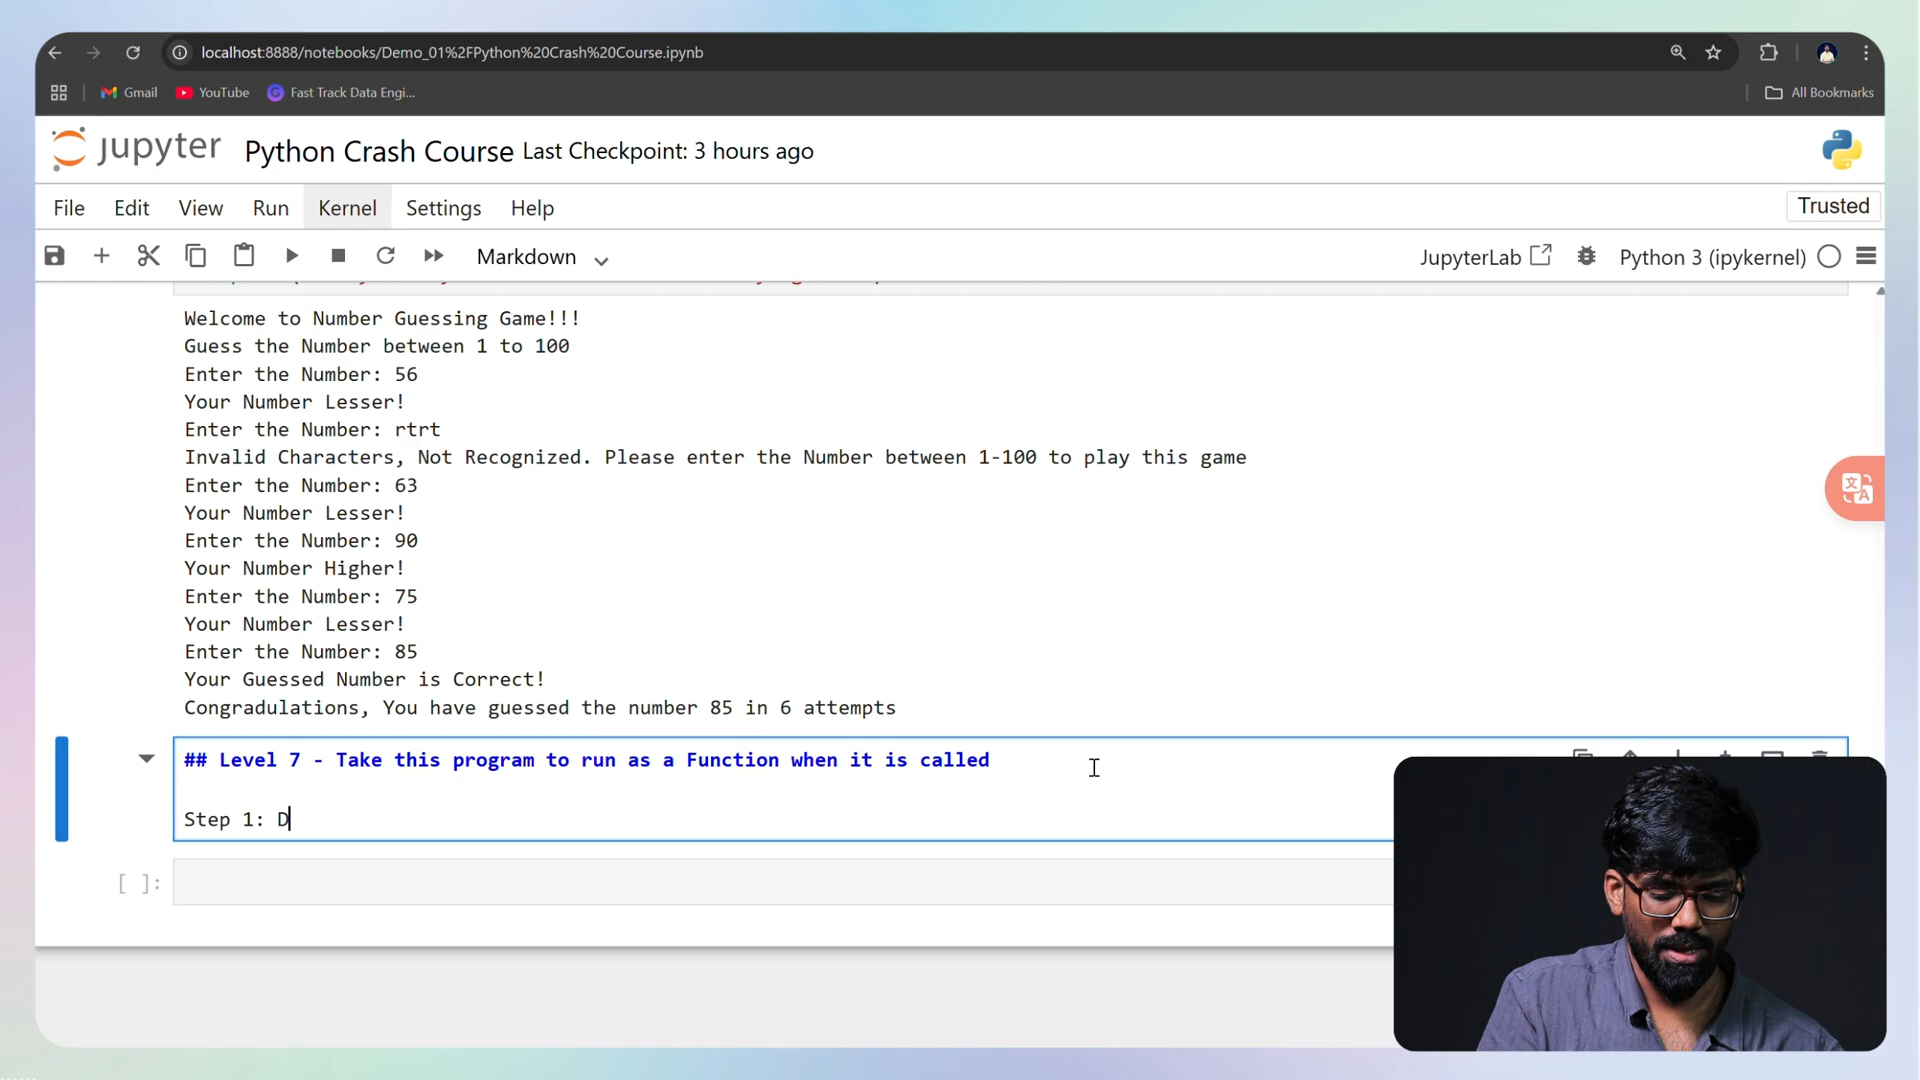 localhost:8888/notebooks/Demo_01%2FPython%20Crash%20Course.ipynb
Gmail
YouTube
Fast Track Data Engi...
All Bookmarks
jupyter
Python Crash Course Last Checkpoint: 3 hours ago
File Edit View Run Kernel Settings Help
Trusted
Markdown
JupyterLab
Python 3 (ipykernel)
Welcome to Number Guessing Game!!!
Guess the Number between 1 to 100
Enter the Number: 56
Your Number Lesser!
Enter the Number: rtrt
Invalid Characters, Not Recognized. Please enter the Number between 1-100 to play this game
Enter the Number: 63
Your Number Lesser!
Enter the Number: 90
Your Number Higher!
Enter the Number: 75
Your Number Lesser!
Enter the Number: 85
Your Guessed Number is Correct!
Congradulations, You have guessed the number 85 in 6 attempts
## Level 7 - Take this program to run as a Function when it is called
Step 1: D
[ ]:
文A